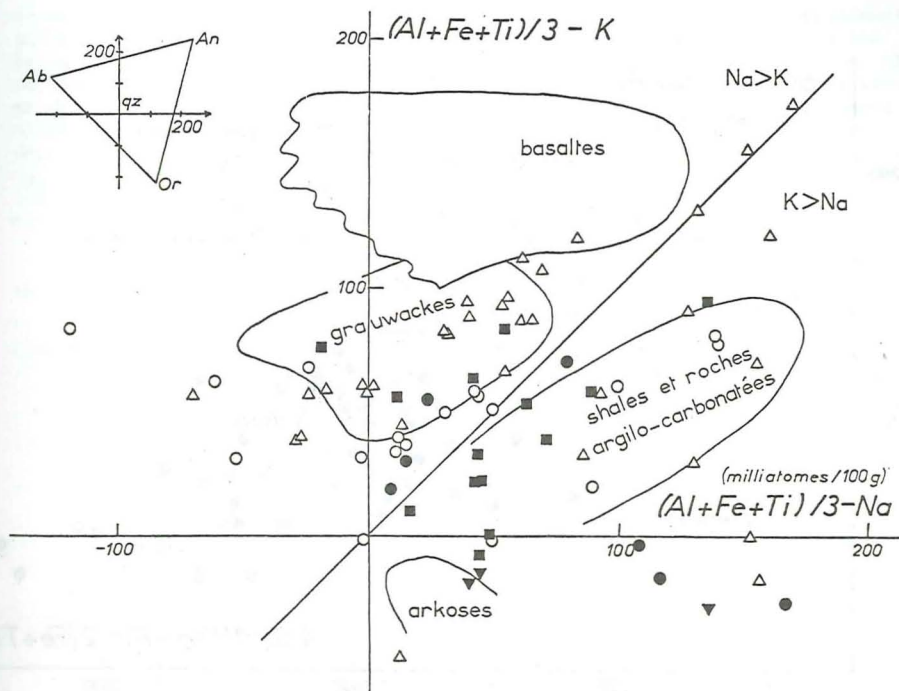 200
(Al+Fe+Ti)/3 - K
An
200
Ab
qz
200
Or
Na>K
basaltes
K>Na
100
grauwackes
shales et roches
argilo-carbonatées
(milliatomes/100g)
(Al+Fe+Ti)/3-Na
-100
100
200
arkoses